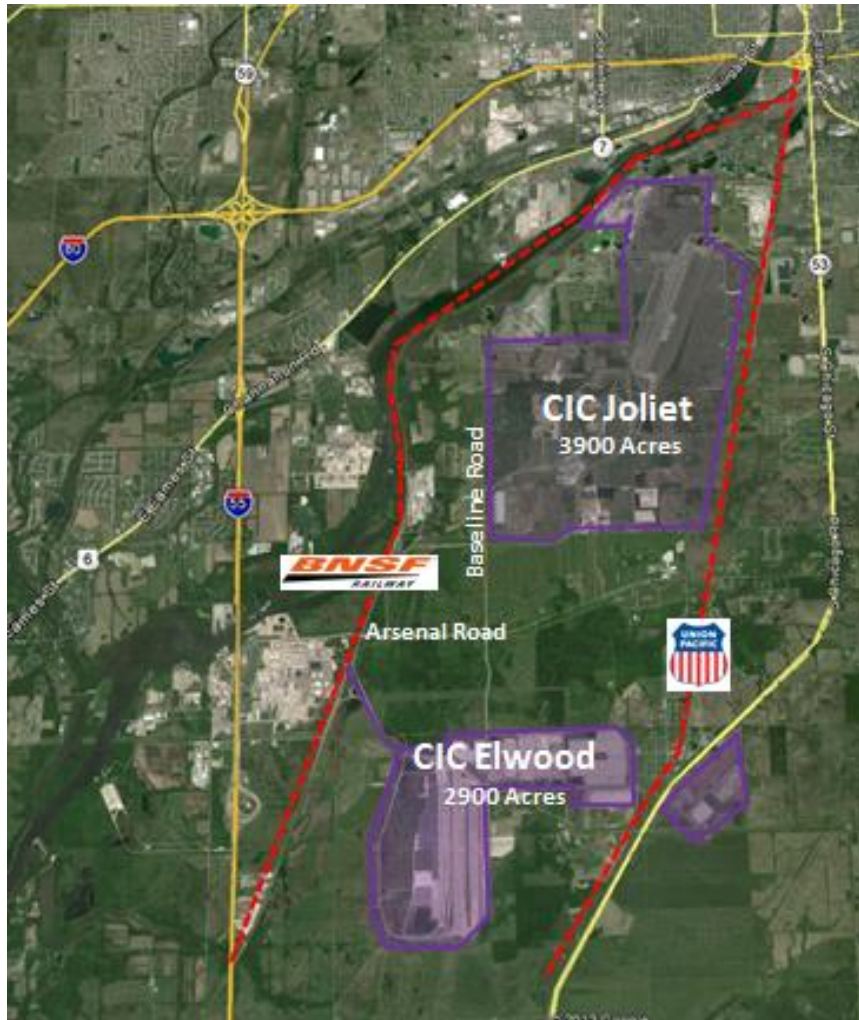 59
7
80
53
CIC Joliet
3900 Acres
Baseline Road
55
6
BNSF
RAILWAY
Arsenal Road
UNION
PACIFIC
CIC Elwood
2900 Acres